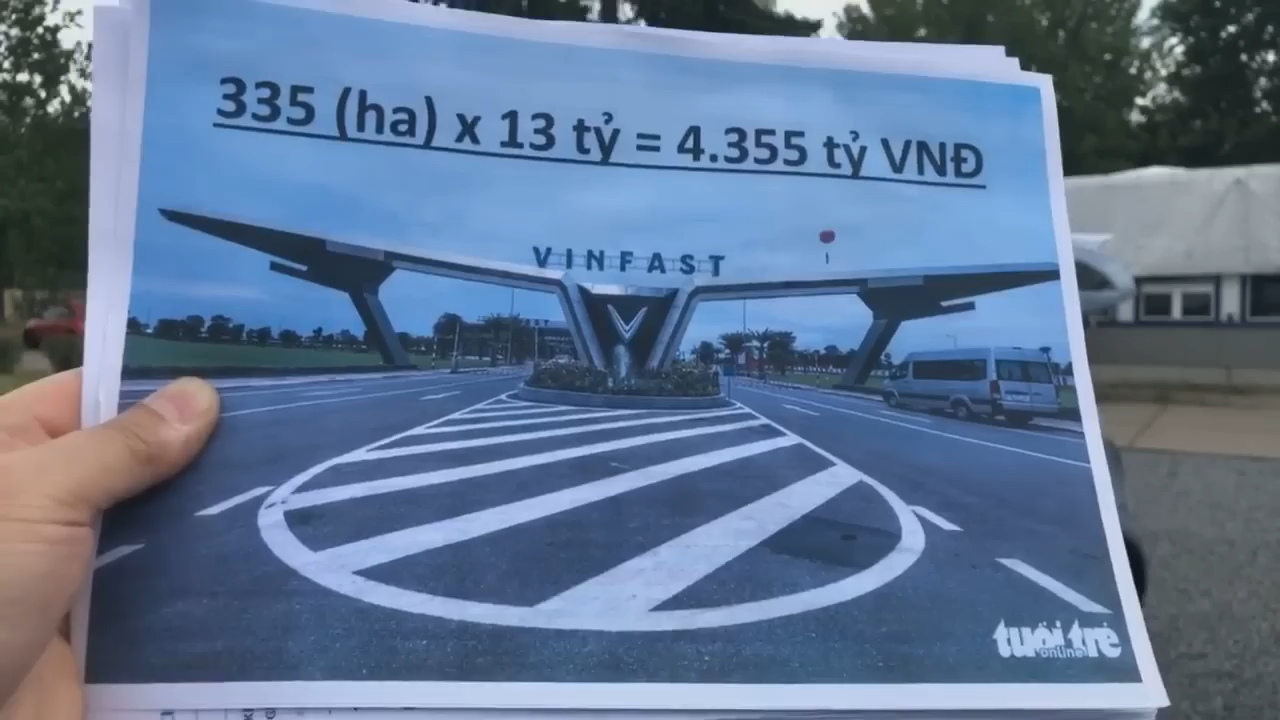 335 (ha) x 13 tỷ = 4.355 tỷ VNĐ
VINFAST
tuổi trẻ
online